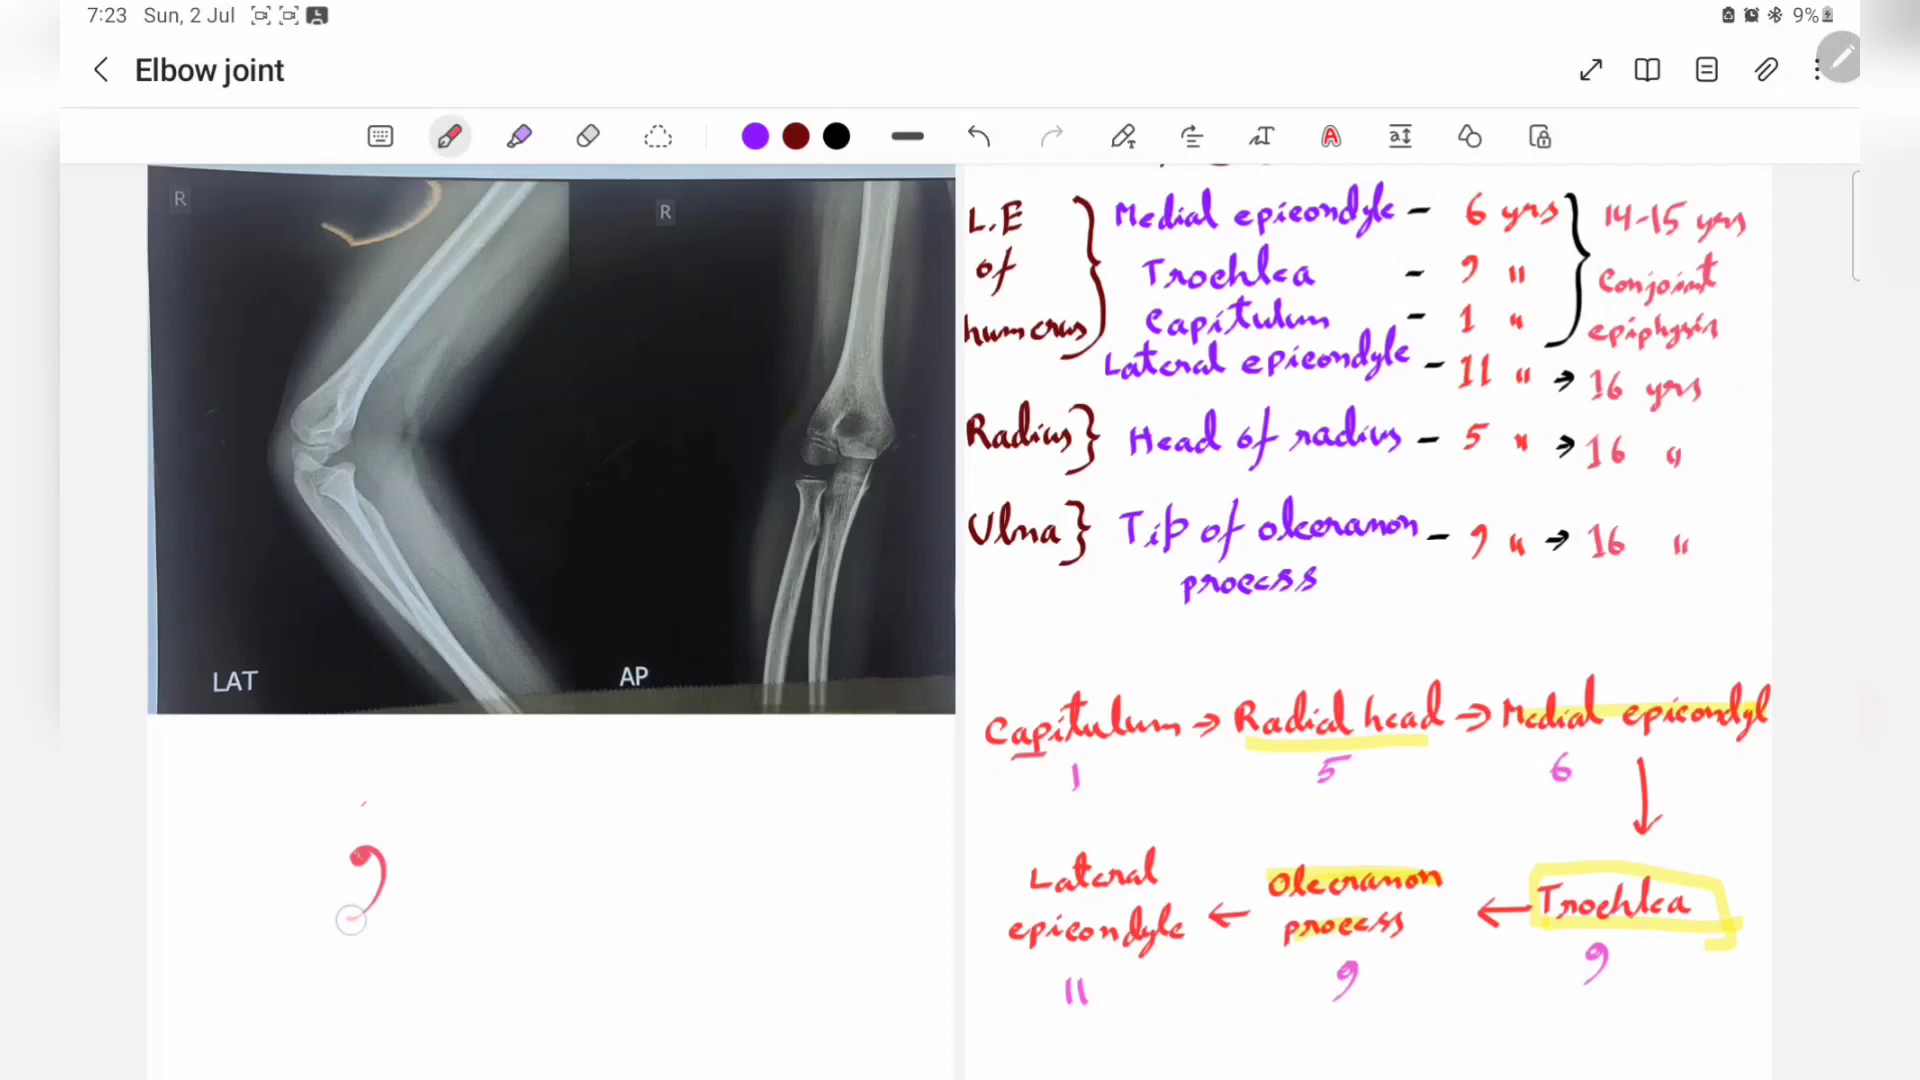 7:23 Sun, 2 Jul
9%
Elbow joint
R
R
LAT
AP
L.E
of
humerus
Medial epicondyle - 6 yrs
Trochlea - 9 "
Capitulum - 1 "
Lateral epicondyle - 11 " → 16 yrs
14-15 yrs
Conjoint
epiphysis
Radius} Head of radius - 5 " → 16 "
Ulna} Tip of olecranon - 9 " → 16 "
process
Capitulum → Radial head → Medial epicondyl
1 5 6
Lateral
epicondyle ← Olecranon
process ← Trochlea
11 9 9
9